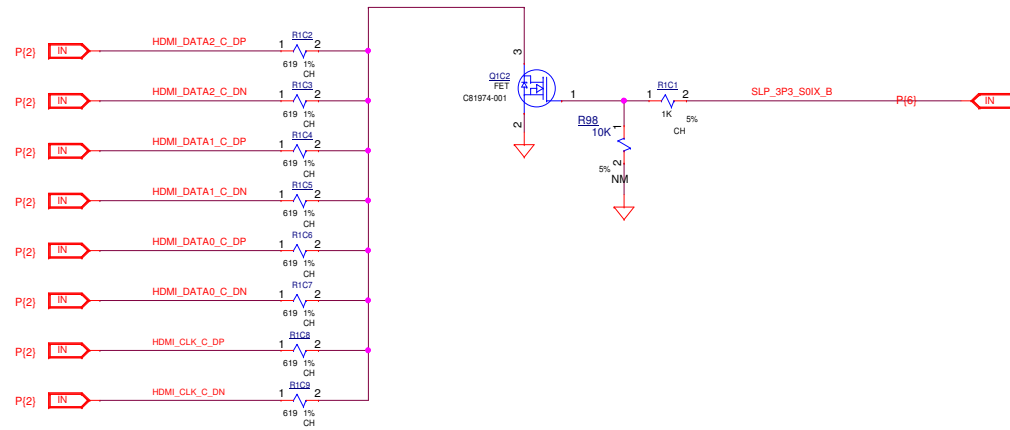 P{2} IN HDMI_DATA2_C_DP 1 R1C2 2
619 1%
CH
P{2} IN HDMI_DATA2_C_DN 1 R1C3 2
619 1%
CH
P{2} IN HDMI_DATA1_C_DP 1 R1C4 2
619 1%
CH
P{2} IN HDMI_DATA1_C_DN 1 R1C5 2
619 1%
CH
P{2} IN HDMI_DATA0_C_DP 1 R1C6 2
619 1%
CH
P{2} IN HDMI_DATA0_C_DN 1 R1C7 2
619 1%
CH
P{2} IN HDMI_CLK_C_DP 1 R1C8 2
619 1%
CH
P{2} IN HDMI_CLK_C_DN 1 R1C9 2
619 1%
CH
3
Q1C2
FET
C81974-001
1
2
R1C1
1 2
1K 5%
CH
SLP_3P3_S0IX_B
P{6}
IN
R98
10K
1
5%
2
NM